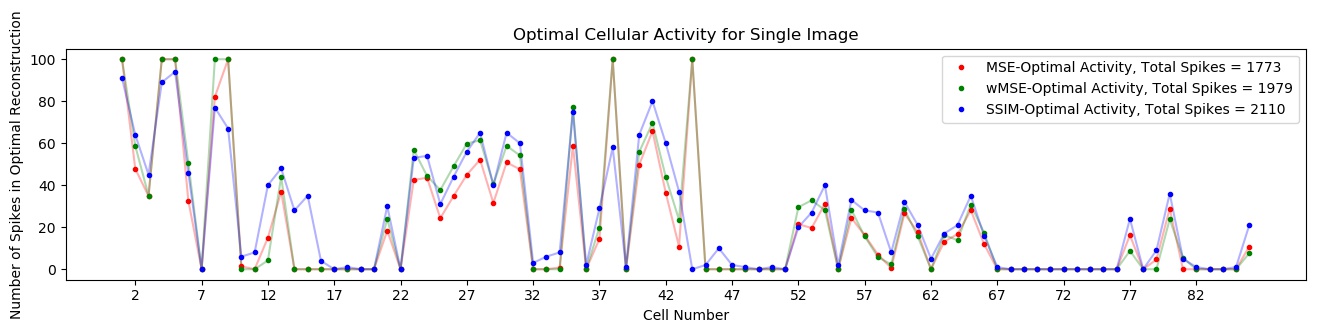 Optimal Cellular Activity for Single Image
Number of Spikes in Optimal Reconstruction
100
80
60
40
20
0
MSE-Optimal Activity, Total Spikes = 1773
wMSE-Optimal Activity, Total Spikes = 1979
SSIM-Optimal Activity, Total Spikes = 2110
2 7 12 17 22 27 32 37 42 47 52 57 62 67 72 77 82
Cell Number